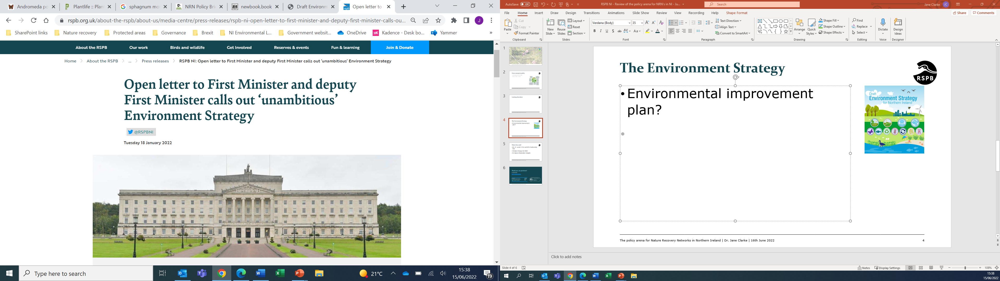 Andromeda po
Plantlife :: Plan
sphagnum mo
NRN Policy Bri
newbook.book
Draft Environm
Open letter to
rspb.org.uk/about-the-rspb/about-us/media-centre/press-releases/rspb-ni-open-letter-to-first-minister-and-deputy-first-minister-calls-ou...
SharePoint links
Nature recovery
Protected areas
Governance
Brexit
NI Environmental L...
Government websit...
OneDrive
Kadence - Desk bo...
Yammer
»
About the RSPB
Our work
Birds and wildlife
Get Involved
Reserves & events
Fun & learning
Join & Donate
Home > About the RSPB > ... > Press releases > RSPB NI: Open letter to First Minister and deputy First Minister calls out ‘unambitious’ Environment Strategy
Open letter to First Minister and deputy
First Minister calls out ‘unambitious’
Environment Strategy
@RSPBNI
Tuesday 18 January 2022
Type here to search
21°C
15:38
15/06/2022
19
AutoSave Off
RSPB NI - Review of the policy arena for NRN's in NI - Ju...
Search
Jane Clarke JC
File Home Insert Draw Design Transitions Animations Slide Show Review View Recording Help Shape Format
Share
Comments
Paste
Cut
Copy
Format Painter
Clipboard
New Slide
Reuse Slides
Layout
Reset
Section
Slides
Verdana (Body)
35
Font
Text Direction
Align Text
Convert to SmartArt
Paragraph
Arrange
Quick Styles
Shape Fill
Shape Outline
Shape Effects
Drawing
Find
Replace
Select
Editing
Dictate
Voice
Design Ideas
Designer
1
2
3
4
5
6
The Environment Strategy
RSPB
• Environmental improvement
plan?
Draft
Environment Strategy
for Northern Ireland
The policy arena for Nature Recovery Networks in Northern Ireland | Dr. Jane Clarke | 16th June 2022
4
Click to add notes
Slide 4 of 6
Notes
Display Settings
108%
15:38
15/06/2022